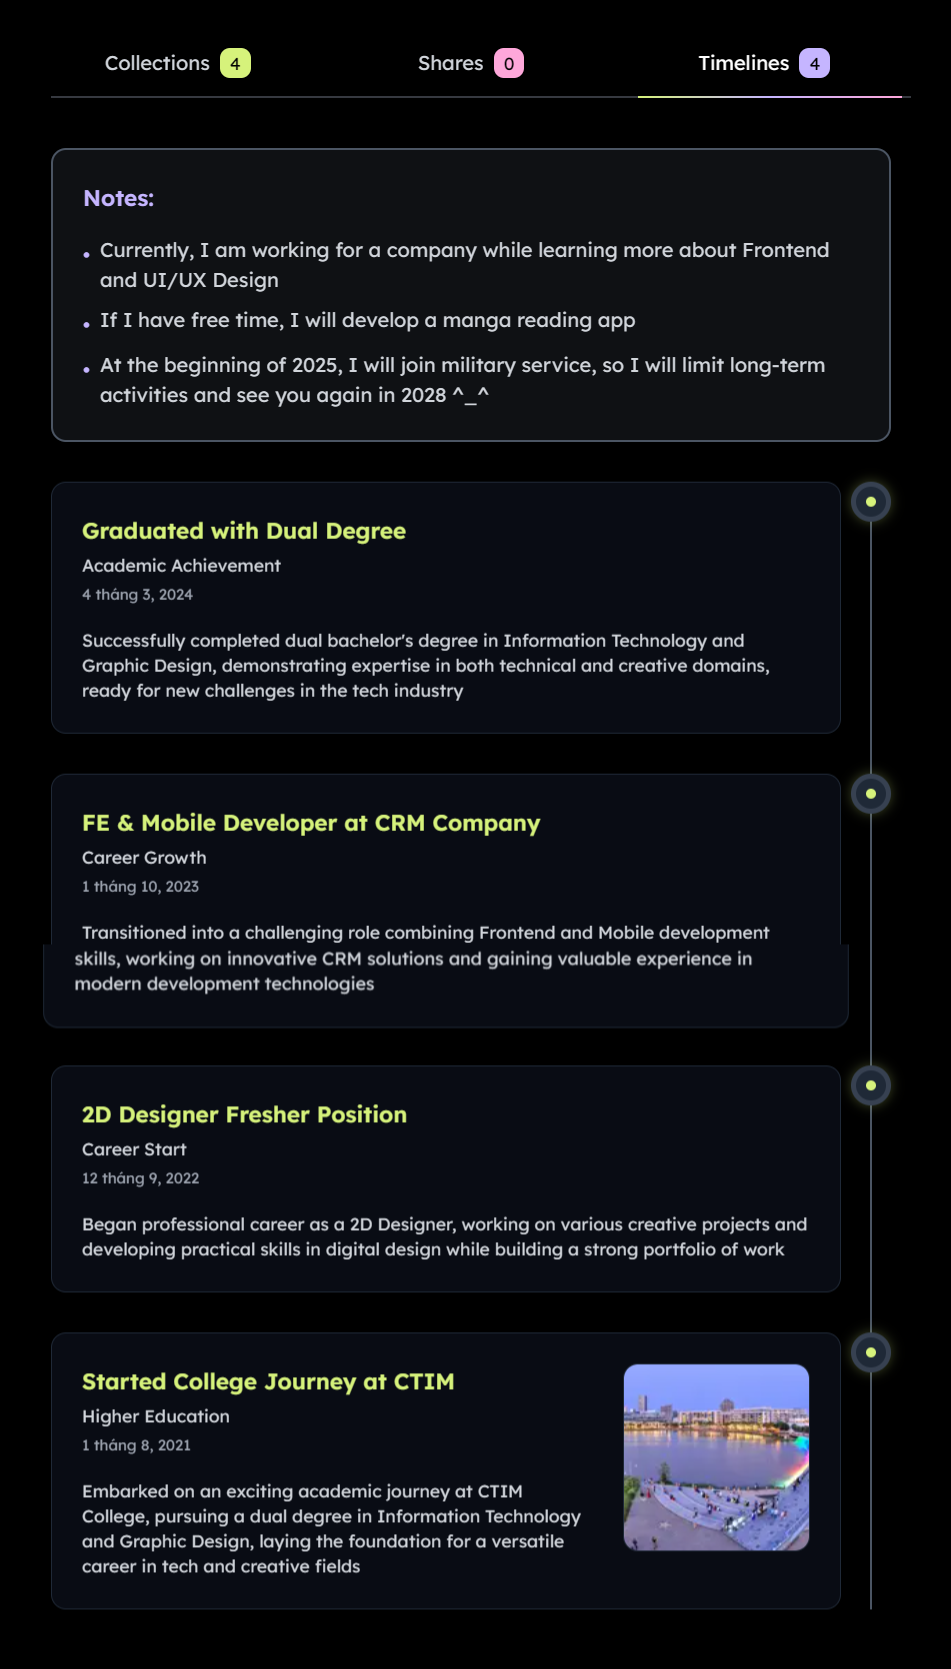 Collections 4 Shares 0 Timelines 4
Notes:
• Currently, I am working for a company while learning more about Frontend
and UI/UX Design
• If I have free time, I will develop a manga reading app
• At the beginning of 2025, I will join military service, so I will limit long-term
activities and see you again in 2028 ^_^
Graduated with Dual Degree
Academic Achievement
4 tháng 3, 2024
Successfully completed dual bachelor's degree in Information Technology and
Graphic Design, demonstrating expertise in both technical and creative domains,
ready for new challenges in the tech industry
FE & Mobile Developer at CRM Company
Career Growth
1 tháng 10, 2023
Transitioned into a challenging role combining Frontend and Mobile development
skills, working on innovative CRM solutions and gaining valuable experience in
modern development technologies
2D Designer Fresher Position
Career Start
12 tháng 9, 2022
Began professional career as a 2D Designer, working on various creative projects and
developing practical skills in digital design while building a strong portfolio of work
Started College Journey at CTIM
Higher Education
1 tháng 8, 2021
Embarked on an exciting academic journey at CTIM
College, pursuing a dual degree in Information Technology
and Graphic Design, laying the foundation for a versatile
career in tech and creative fields